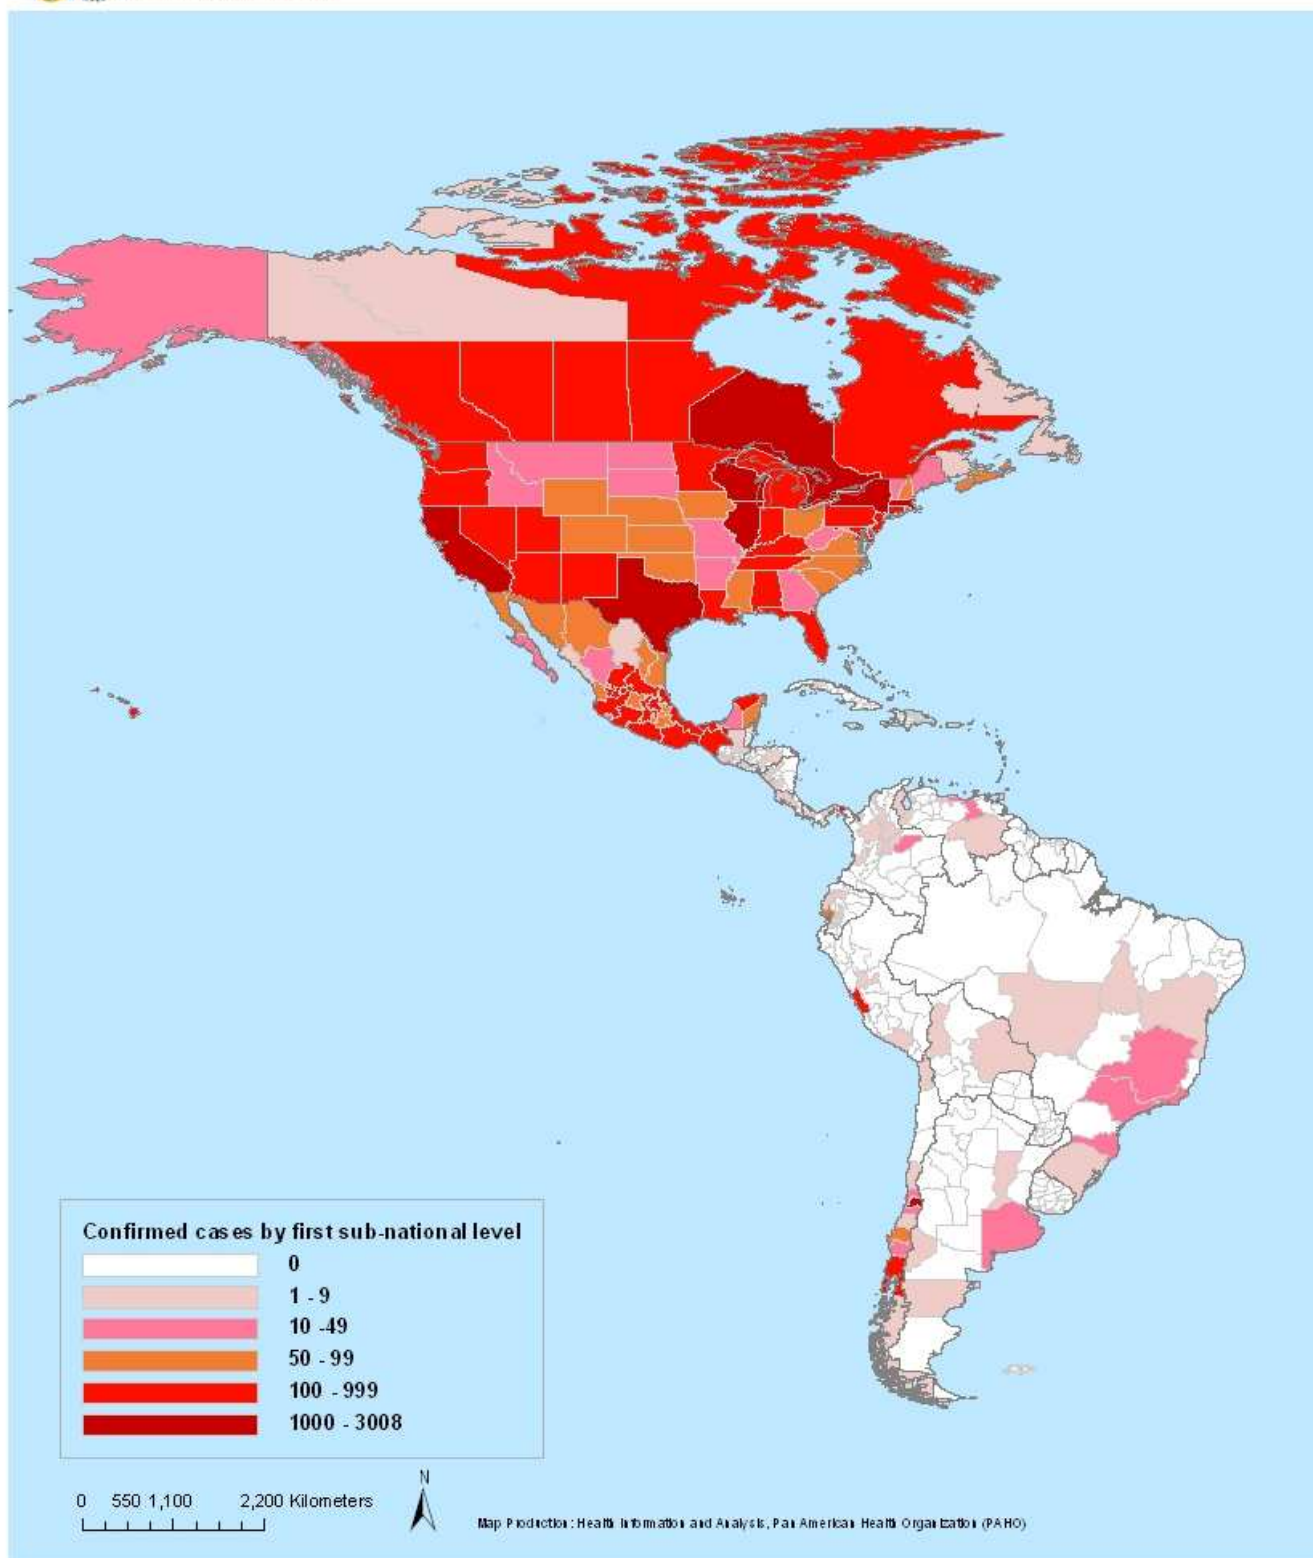 Confirmed cases by first sub-national level
0
1 - 9
10 -49
50 - 99
100 - 999
1000 - 3008
0 550 1,100 2,200 Kilometers
N
Map Production: Health Information and Analysis, Pan American Health Organization (PAHO)